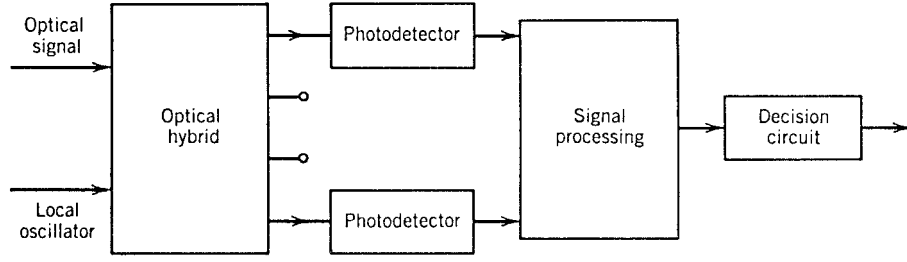 Optical
signal
Local
oscillator
Optical
hybrid
Photodetector
Photodetector
Signal
processing
Decision
circuit